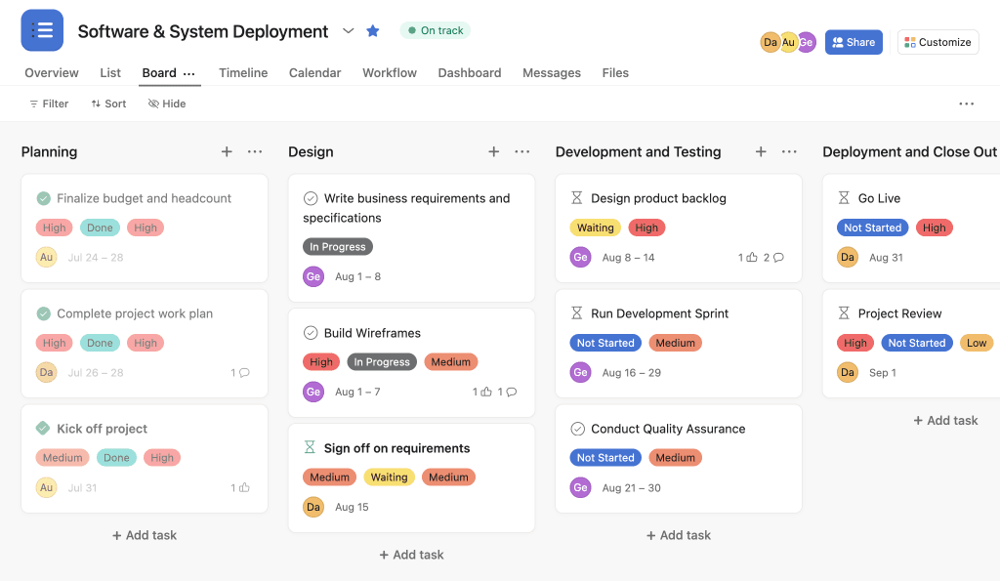 Software & System Deployment
On track
Da Au Ge
Share
Customize
Overview List Board Timeline Calendar Workflow Dashboard Messages Files
Filter Sort Hide
Planning
Finalize budget and headcount
High Done High
Au Jul 24 – 28
Complete project work plan
High Done High
Da Jul 26 – 28 1
Kick off project
Medium Done High
Au Jul 31 1
+ Add task
Design
Write business requirements and
specifications
In Progress
Ge Aug 1 – 8
Build Wireframes
High In Progress Medium
Ge Aug 1 – 7 1 1
Sign off on requirements
Medium Waiting Medium
Da Aug 15
+ Add task
Development and Testing
Design product backlog
Waiting High
Ge Aug 8 – 14 1 2
Run Development Sprint
Not Started Medium
Ge Aug 16 – 29
Conduct Quality Assurance
Not Started Medium
Ge Aug 21 – 30
+ Add task
Deployment and Close Out
Go Live
Not Started High
Da Aug 31
Project Review
High Not Started Low
Da Sep 1
+ Add task